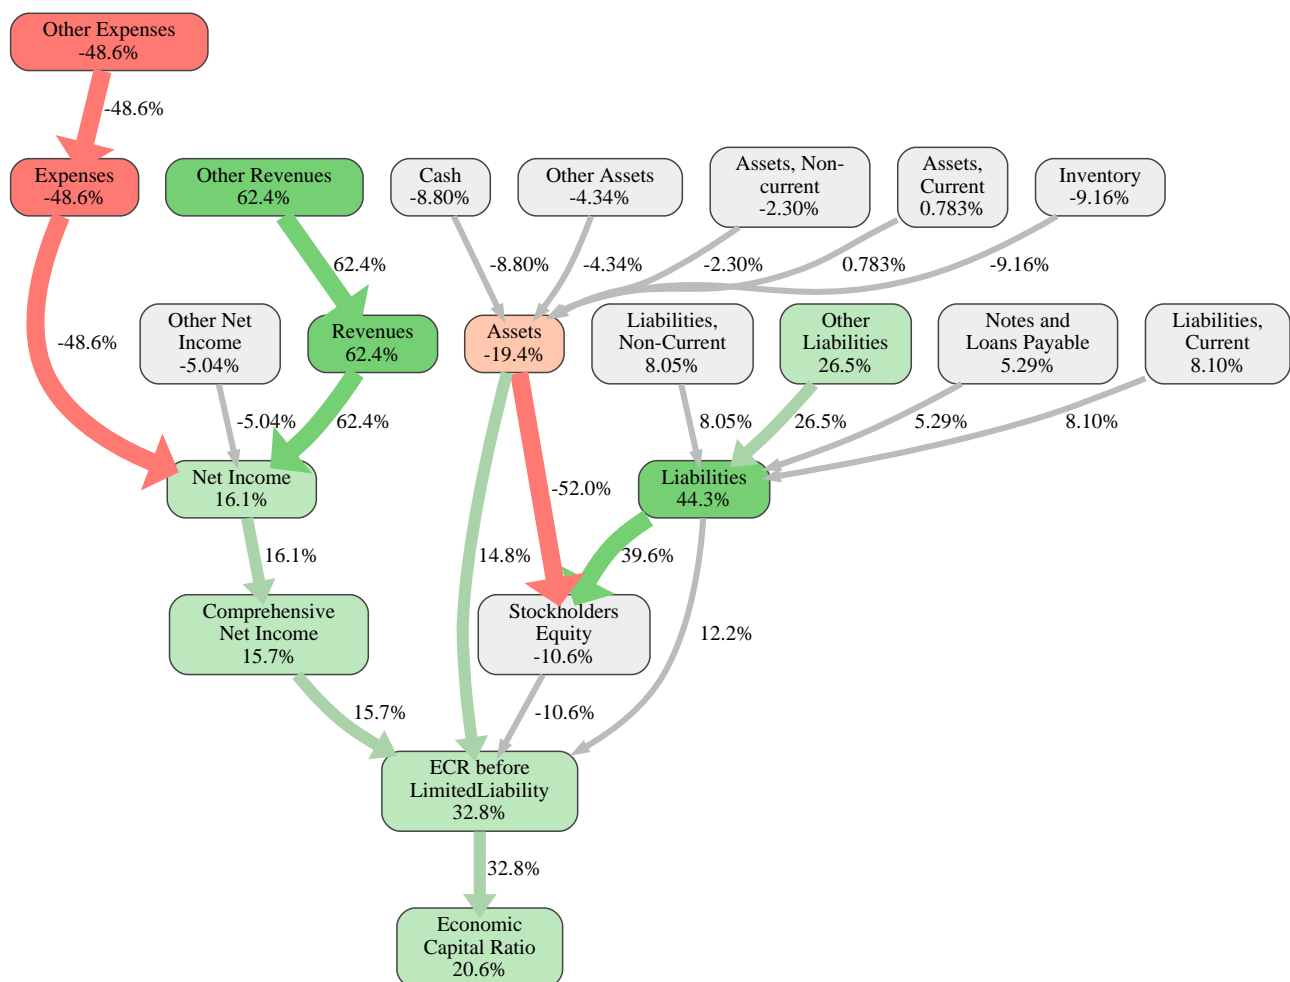 Other Expenses
-48.6%
-48.6%
Expenses
-48.6%
Other Revenues
62.4%
Cash
-8.80%
Other Assets
-4.34%
Assets, Non-
current
-2.30%
Assets,
Current
0.783%
Inventory
-9.16%
62.4%
-8.80%
-4.34%
-2.30%
0.783%
-9.16%
-48.6%
Other Net
Income
-5.04%
Revenues
62.4%
Assets
-19.4%
Liabilities,
Non-Current
8.05%
Other
Liabilities
26.5%
Notes and
Loans Payable
5.29%
Liabilities,
Current
8.10%
-5.04%
62.4%
8.05%
26.5%
5.29%
8.10%
Net Income
16.1%
-52.0%
Liabilities
44.3%
16.1%
14.8%
39.6%
Comprehensive
Net Income
15.7%
Stockholders
Equity
-10.6%
12.2%
15.7%
-10.6%
ECR before
LimitedLiability
32.8%
32.8%
Economic
Capital Ratio
20.6%